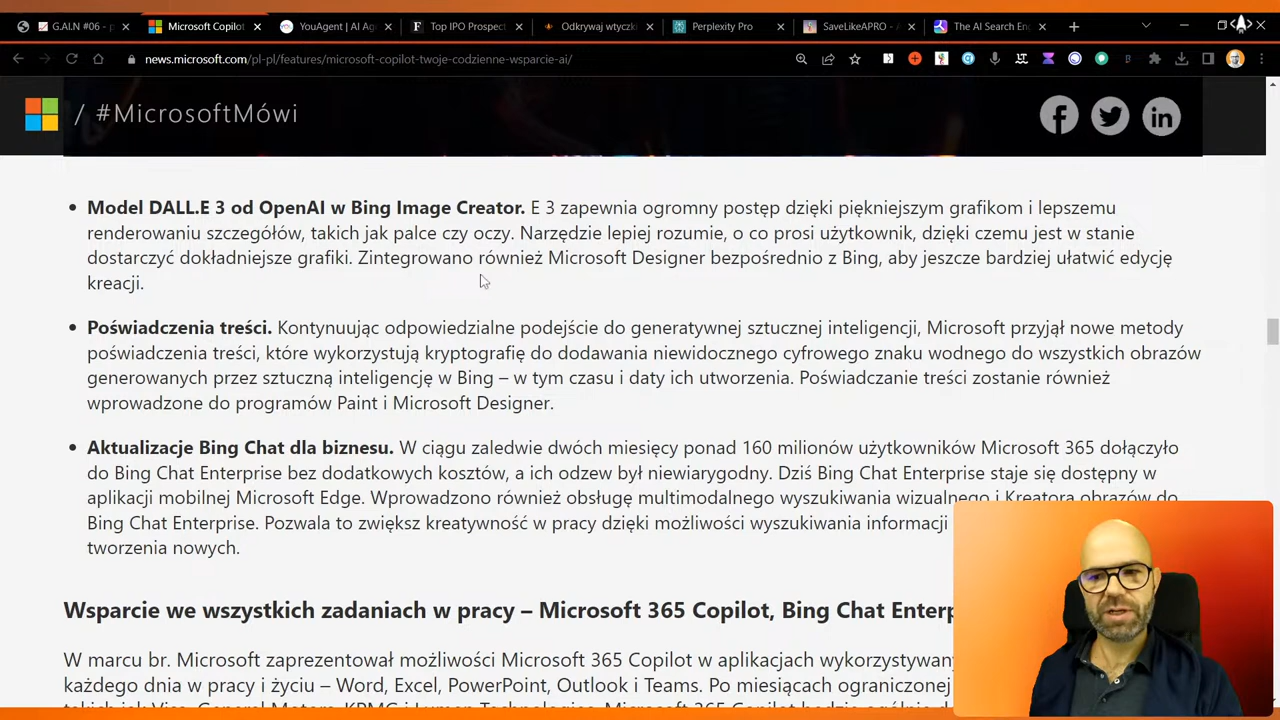 G.AI.N #06 - p
Microsoft Copilot
YouAgent | AI Ag
Top IPO Prospect
Odkrywaj wtyczki
Perplexity Pro
SaveLikeAPRO - A
The AI Search En
news.microsoft.com/pl-pl/features/microsoft-copilot-twoje-codzienne-wsparcie-ai/
/ #MicrosoftMówi
• Model DALL.E 3 od OpenAI w Bing Image Creator. E 3 zapewnia ogromny postęp dzięki piękniejszym grafikom i lepszemu
renderowaniu szczegółów, takich jak palce czy oczy. Narzędzie lepiej rozumie, o co prosi użytkownik, dzięki czemu jest w stanie
dostarczyć dokładniejsze grafiki. Zintegrowano również Microsoft Designer bezpośrednio z Bing, aby jeszcze bardziej ułatwić edycję
kreacji.
• Poświadczenia treści. Kontynuując odpowiedzialne podejście do generatywnej sztucznej inteligencji, Microsoft przyjął nowe metody
poświadczenia treści, które wykorzystują kryptografię do dodawania niewidocznego cyfrowego znaku wodnego do wszystkich obrazów
generowanych przez sztuczną inteligencję w Bing – w tym czasu i daty ich utworzenia. Poświadczanie treści zostanie również
wprowadzone do programów Paint i Microsoft Designer.
• Aktualizacje Bing Chat dla biznesu. W ciągu zaledwie dwóch miesięcy ponad 160 milionów użytkowników Microsoft 365 dołączyło
do Bing Chat Enterprise bez dodatkowych kosztów, a ich odzew był niewiarygodny. Dziś Bing Chat Enterprise staje się dostępny w
aplikacji mobilnej Microsoft Edge. Wprowadzono również obsługę multimodalnego wyszukiwania wizualnego i Kreatora obrazów do
Bing Chat Enterprise. Pozwala to zwiększ kreatywność w pracy dzięki możliwości wyszukiwania informacji
tworzenia nowych.
Wsparcie we wszystkich zadaniach w pracy – Microsoft 365 Copilot, Bing Chat Enterp
W marcu br. Microsoft zaprezentował możliwości Microsoft 365 Copilot w aplikacjach wykorzystywan
każdego dnia w pracy i życiu – Word, Excel, PowerPoint, Outlook i Teams. Po miesiącach ograniczonej